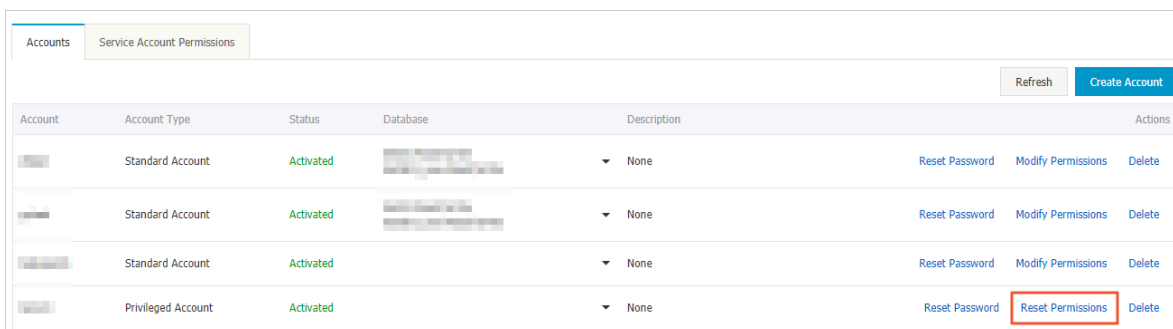 Accounts Service Account Permissions
Refresh Create Account
Account Account Type Status Database Description Actions
Standard Account Activated None Reset Password Modify Permissions Delete
Standard Account Activated None Reset Password Modify Permissions Delete
Standard Account Activated None Reset Password Modify Permissions Delete
Privileged Account Activated None Reset Password Reset Permissions Delete